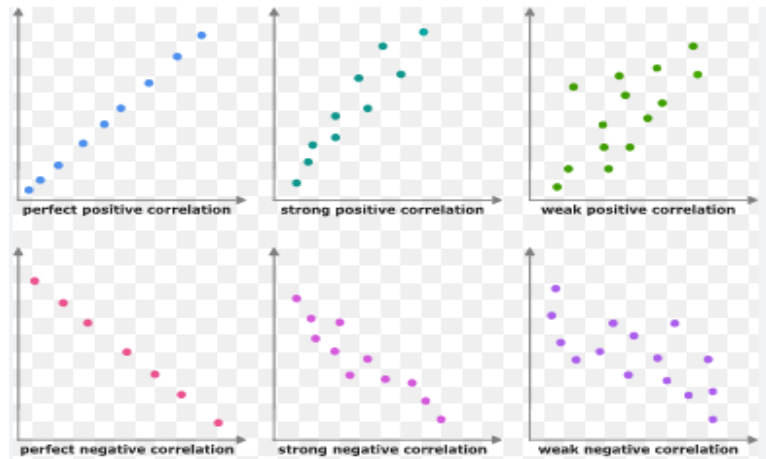 perfect positive correlation
strong positive correlation
weak positive correlation
perfect negative correlation
strong negative correlation
weak negative correlation